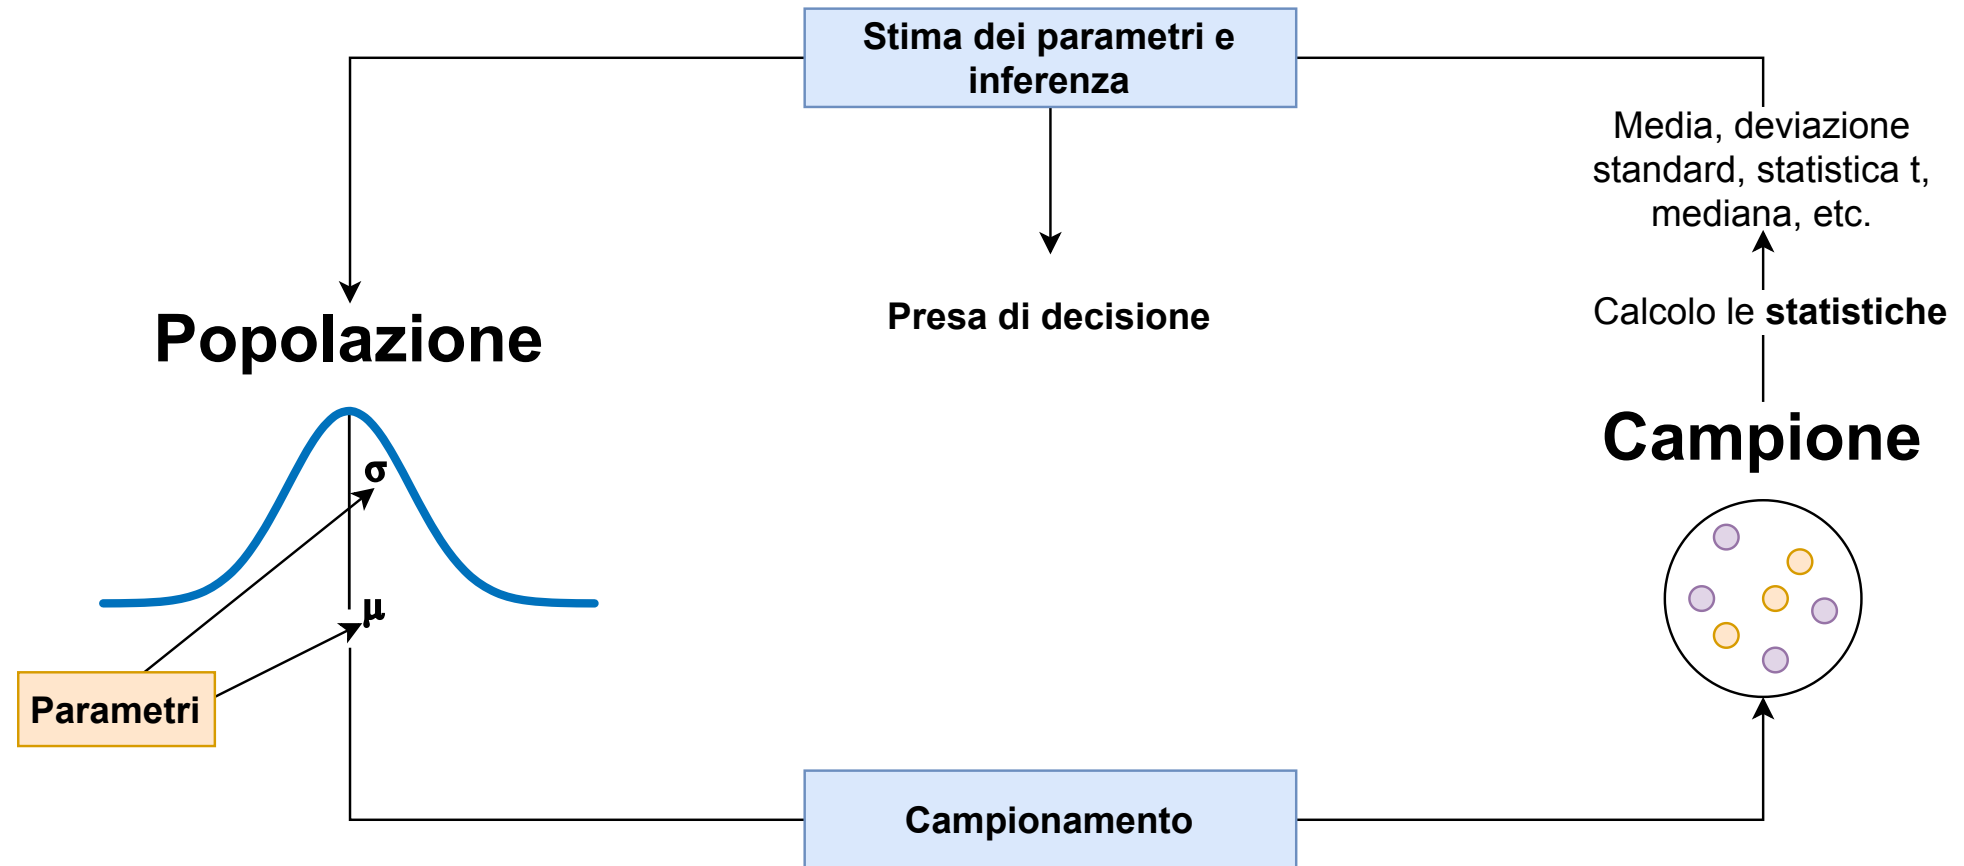 Stima dei parametri e
inferenza
Media, deviazione
standard, statistica t,
mediana, etc.
Calcolo le statistiche
Presa di decisione
Popolazione
Campione
σ
μ
Parametri
Campionamento